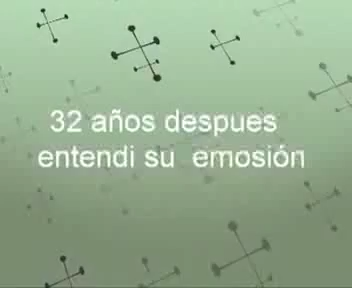 32 años despues
entendi su emosión